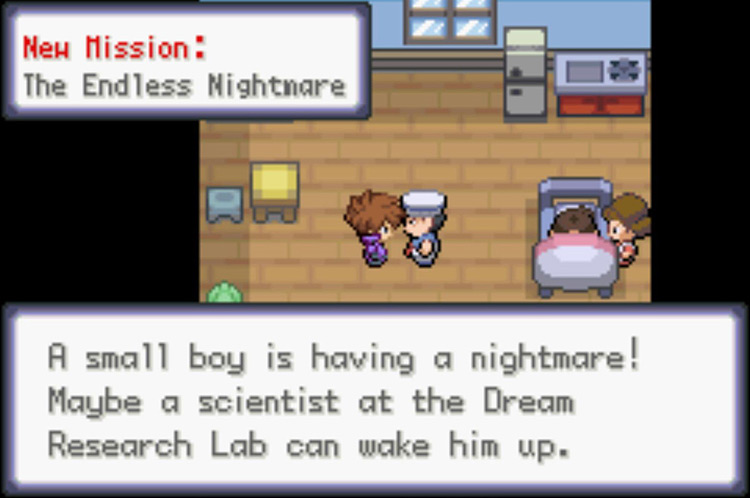 New Mission:
The Endless Nightmare
A small boy is having a nightmare!
Maybe a scientist at the Dream
Research Lab can wake him up.